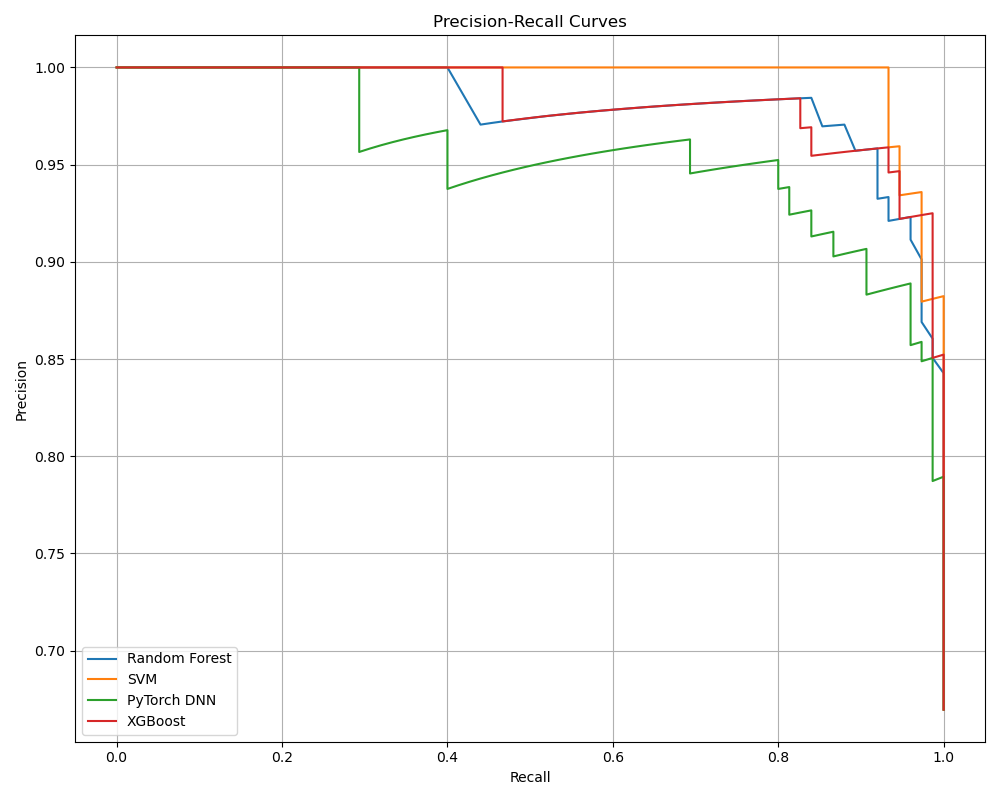 Precision-Recall Curves
1.00
0.95
0.90
0.85
0.80
0.75
0.70
Precision
Random Forest
SVM
PyTorch DNN
XGBoost
0.0 0.2 0.4 0.6 0.8 1.0
Recall